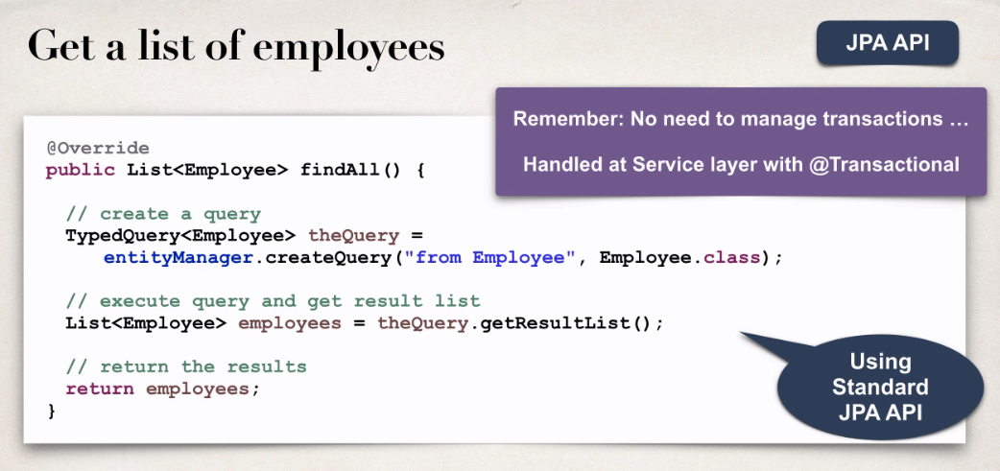 Get a list of employees
JPA API
Remember: No need to manage transactions …
Handled at Service layer with @Transactional
@Override
public List<Employee> findAll() {
// create a query
TypedQuery<Employee> theQuery =
entityManager.createQuery("from Employee", Employee.class);
// execute query and get result list
List<Employee> employees = theQuery.getResultList();
// return the results
return employees;
}
Using
Standard
JPA API